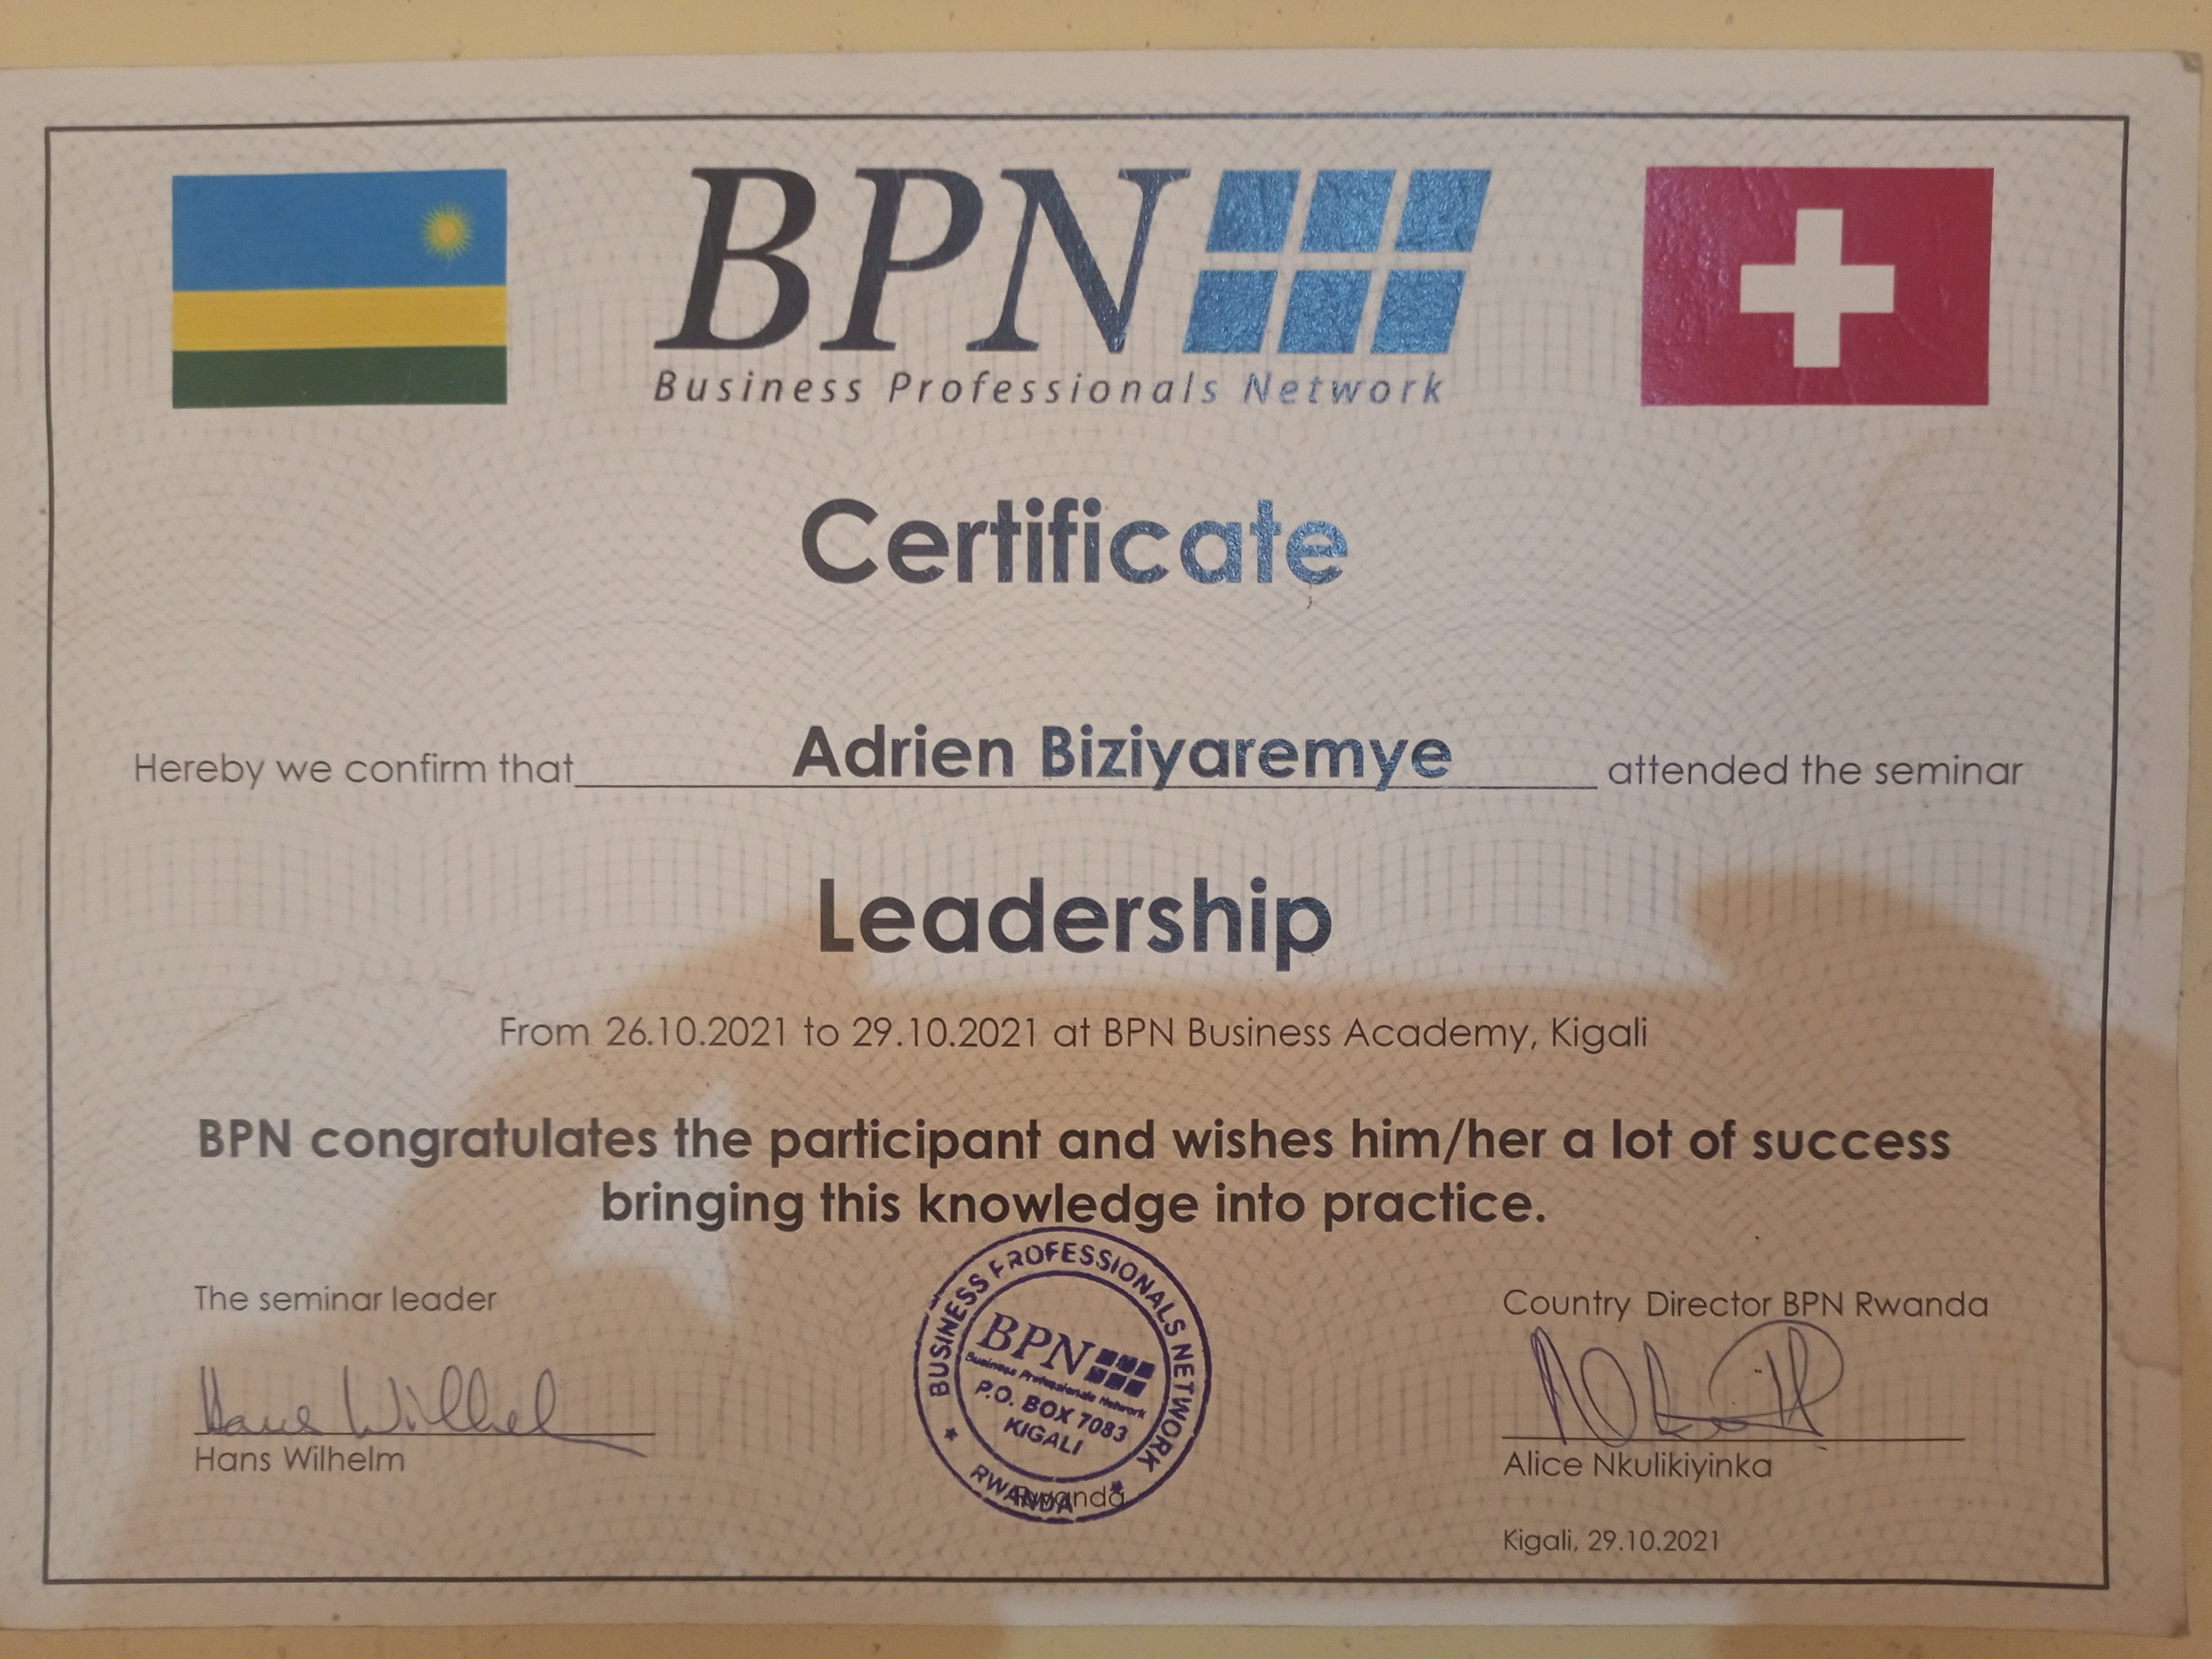 BPN
Business Professionals Network
Certificate
Hereby we confirm that Adrien Biziyaremye attended the seminar
Leadership
From 26.10.2021 to 29.10.2021 at BPN Business Academy, Kigali
BPN congratulates the participant and wishes him/her a lot of success
bringing this knowledge into practice.
The seminar leader
Hans Wilhelm
Hans Wilhelm
BUSINESS PROFESSIONALS NETWORK
BPN
Business Professionals Network
P.O. BOX 7083
KIGALI
RWANDA
Rwanda
Country Director BPN Rwanda
Alice Nkulikiyinka
Kigali, 29.10.2021